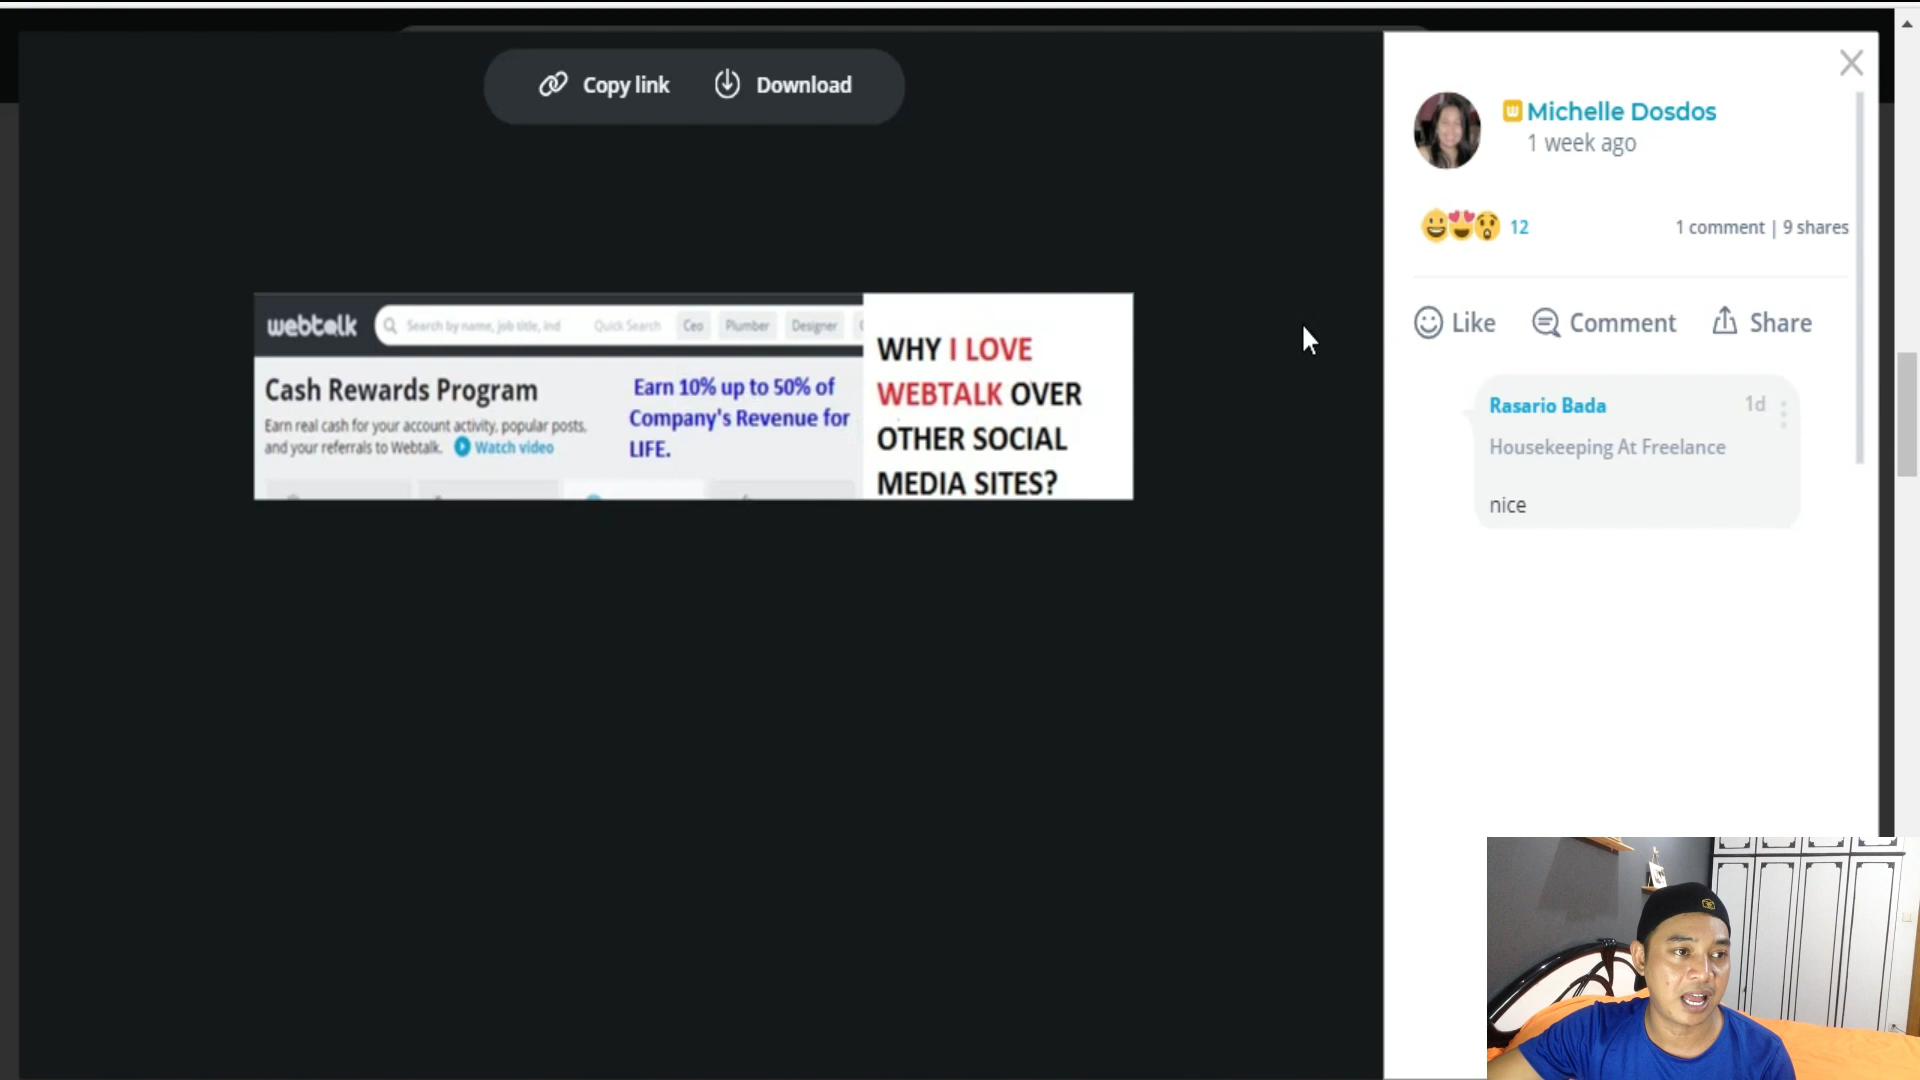 Copy link
Download
webtalk
Search by name, job title, ind
Quick Search
Ceo
Plumber
Designer
Cash Rewards Program
Earn real cash for your account activity, popular posts,
and your referrals to Webtalk.
Watch video
Earn 10% up to 50% of
Company's Revenue for
LIFE.
WHY I LOVE
WEBTALK OVER
OTHER SOCIAL
MEDIA SITES?
Michelle Dosdos
1 week ago
12
1 comment | 9 shares
Like
Comment
Share
Rasario Bada
1d
Housekeeping At Freelance
nice